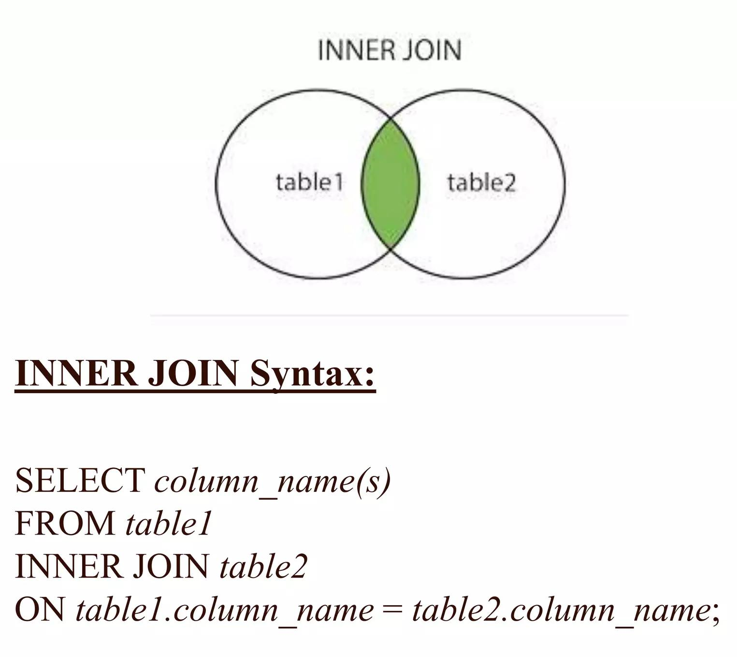 INNER JOIN
table1
table2
INNER JOIN Syntax:
SELECT column_name(s)
FROM table1
INNER JOIN table2
ON table1.column_name = table2.column_name;